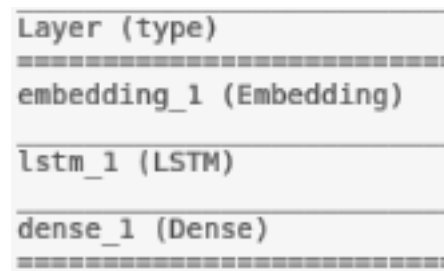 Layer (type)
embedding_1 (Embedding)
lstm_1 (LSTM)
dense_1 (Dense)